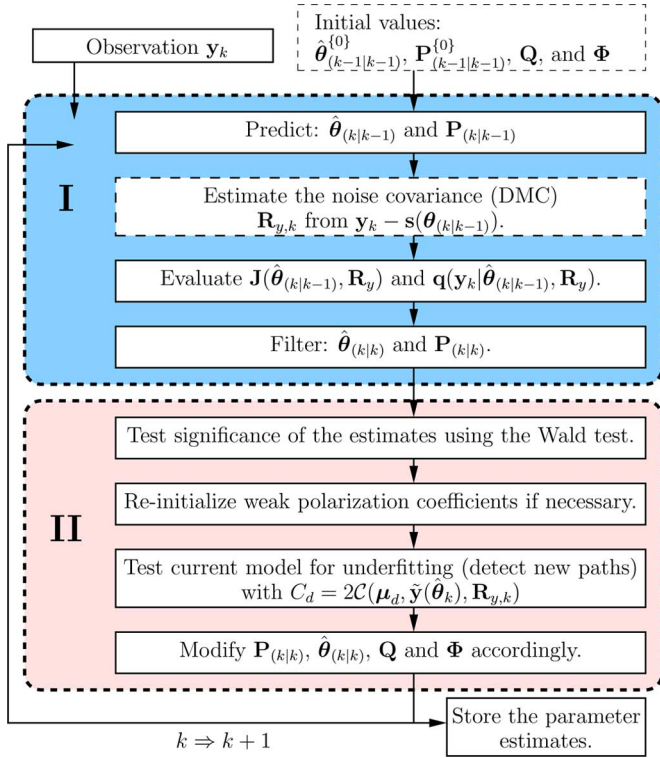 Observation y_k
Initial values:
θ̂^{0}_(k−1|k−1), P^{0}_(k−1|k−1), Q, and Φ
I
Predict: θ̂_(k|k−1) and P_(k|k−1)
Estimate the noise covariance (DMC)
R_{y,k} from y_k − s(θ_(k|k−1)).
Evaluate J(θ̂_(k|k−1), R_y) and q(y_k|θ̂_(k|k−1), R_y).
Filter: θ̂_(k|k) and P_(k|k).
II
Test significance of the estimates using the Wald test.
Re-initialize weak polarization coefficients if necessary.
Test current model for underfitting (detect new paths)
with C_d = 2𝒞(μ_d, ỹ(θ̂_k), R_{y,k})
Modify P_(k|k), θ̂_(k|k), Q and Φ accordingly.
k ⇒ k + 1
Store the parameter
estimates.